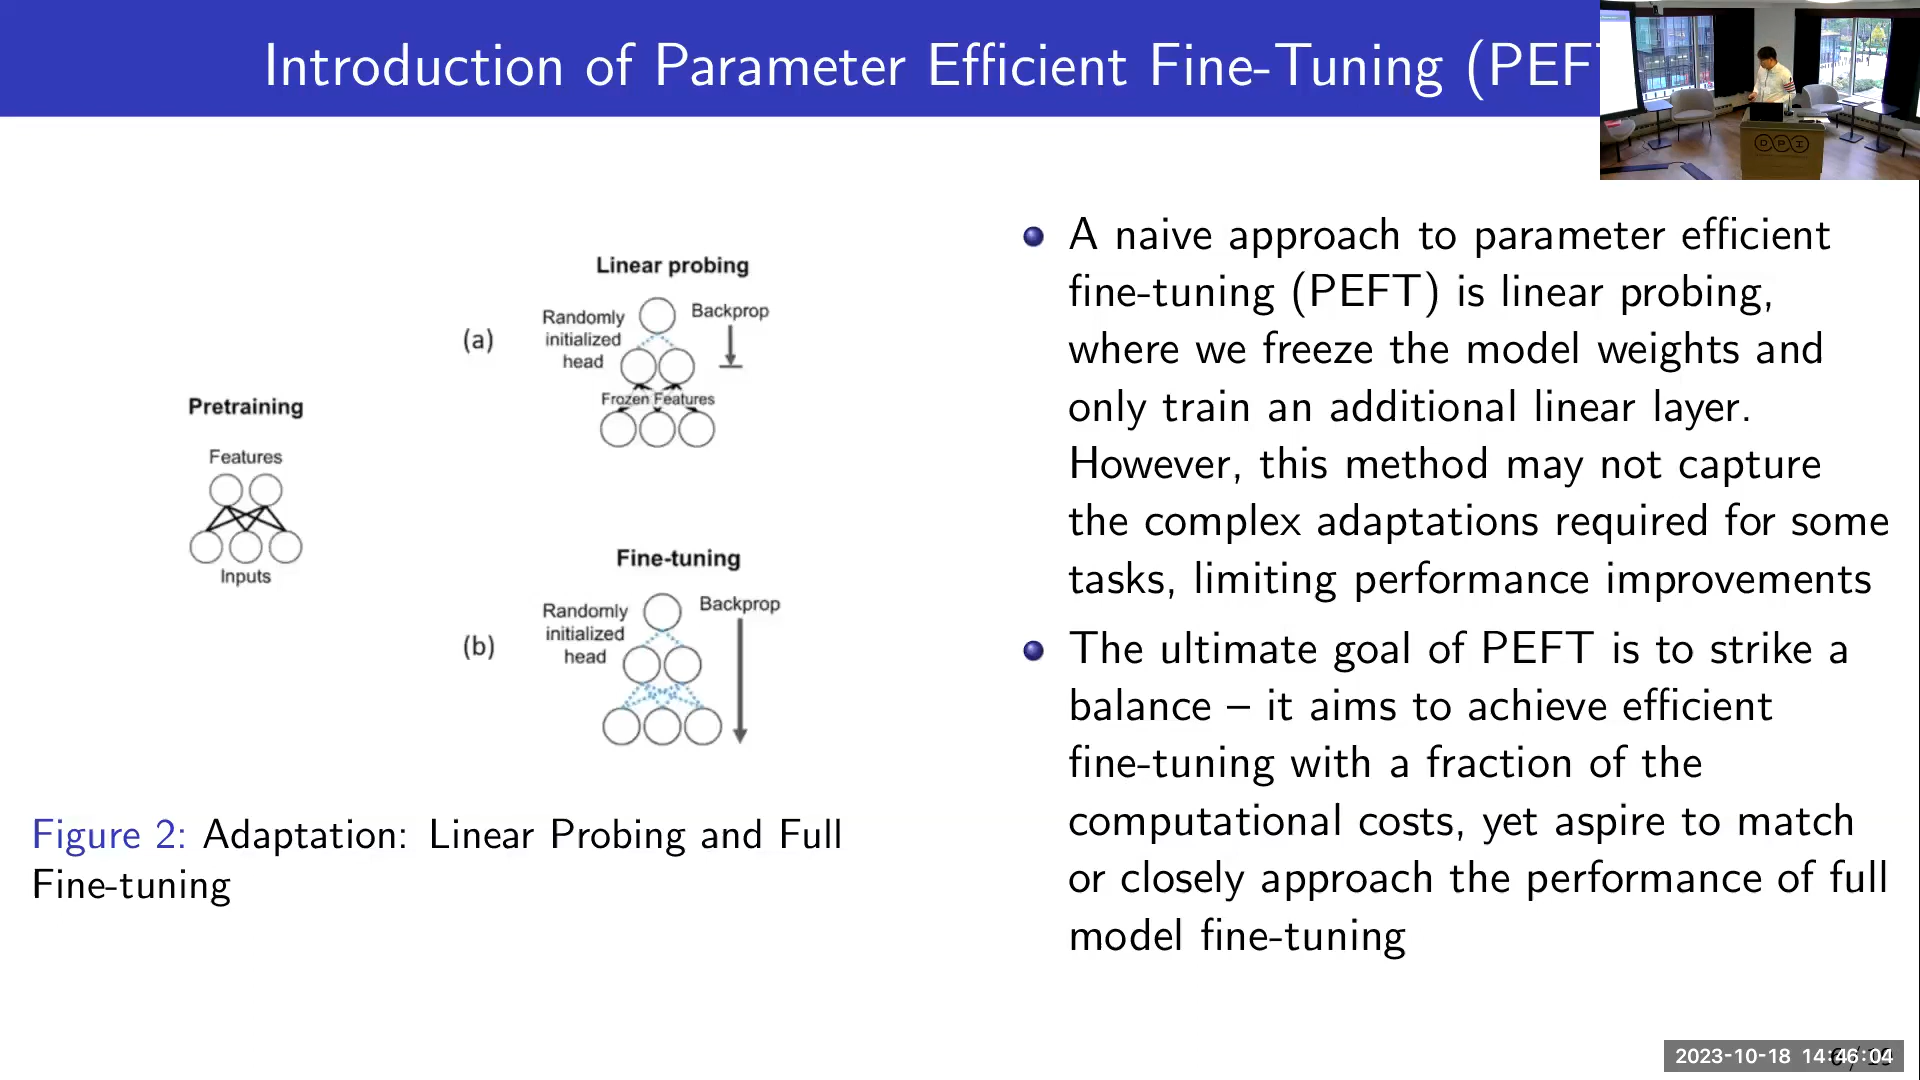 Introduction of Parameter Efficient Fine-Tuning (PEF
Linear probing
Randomly
initialized
head
Backprop
(a)
Frozen Features
Pretraining
Features
Inputs
Fine-tuning
Randomly
initialized
head
Backprop
(b)
Figure 2: Adaptation: Linear Probing and Full
Fine-tuning
A naive approach to parameter efficient
fine-tuning (PEFT) is linear probing,
where we freeze the model weights and
only train an additional linear layer.
However, this method may not capture
the complex adaptations required for some
tasks, limiting performance improvements
The ultimate goal of PEFT is to strike a
balance – it aims to achieve efficient
fine-tuning with a fraction of the
computational costs, yet aspire to match
or closely approach the performance of full
model fine-tuning
DPI
2023-10-18 14:46:04